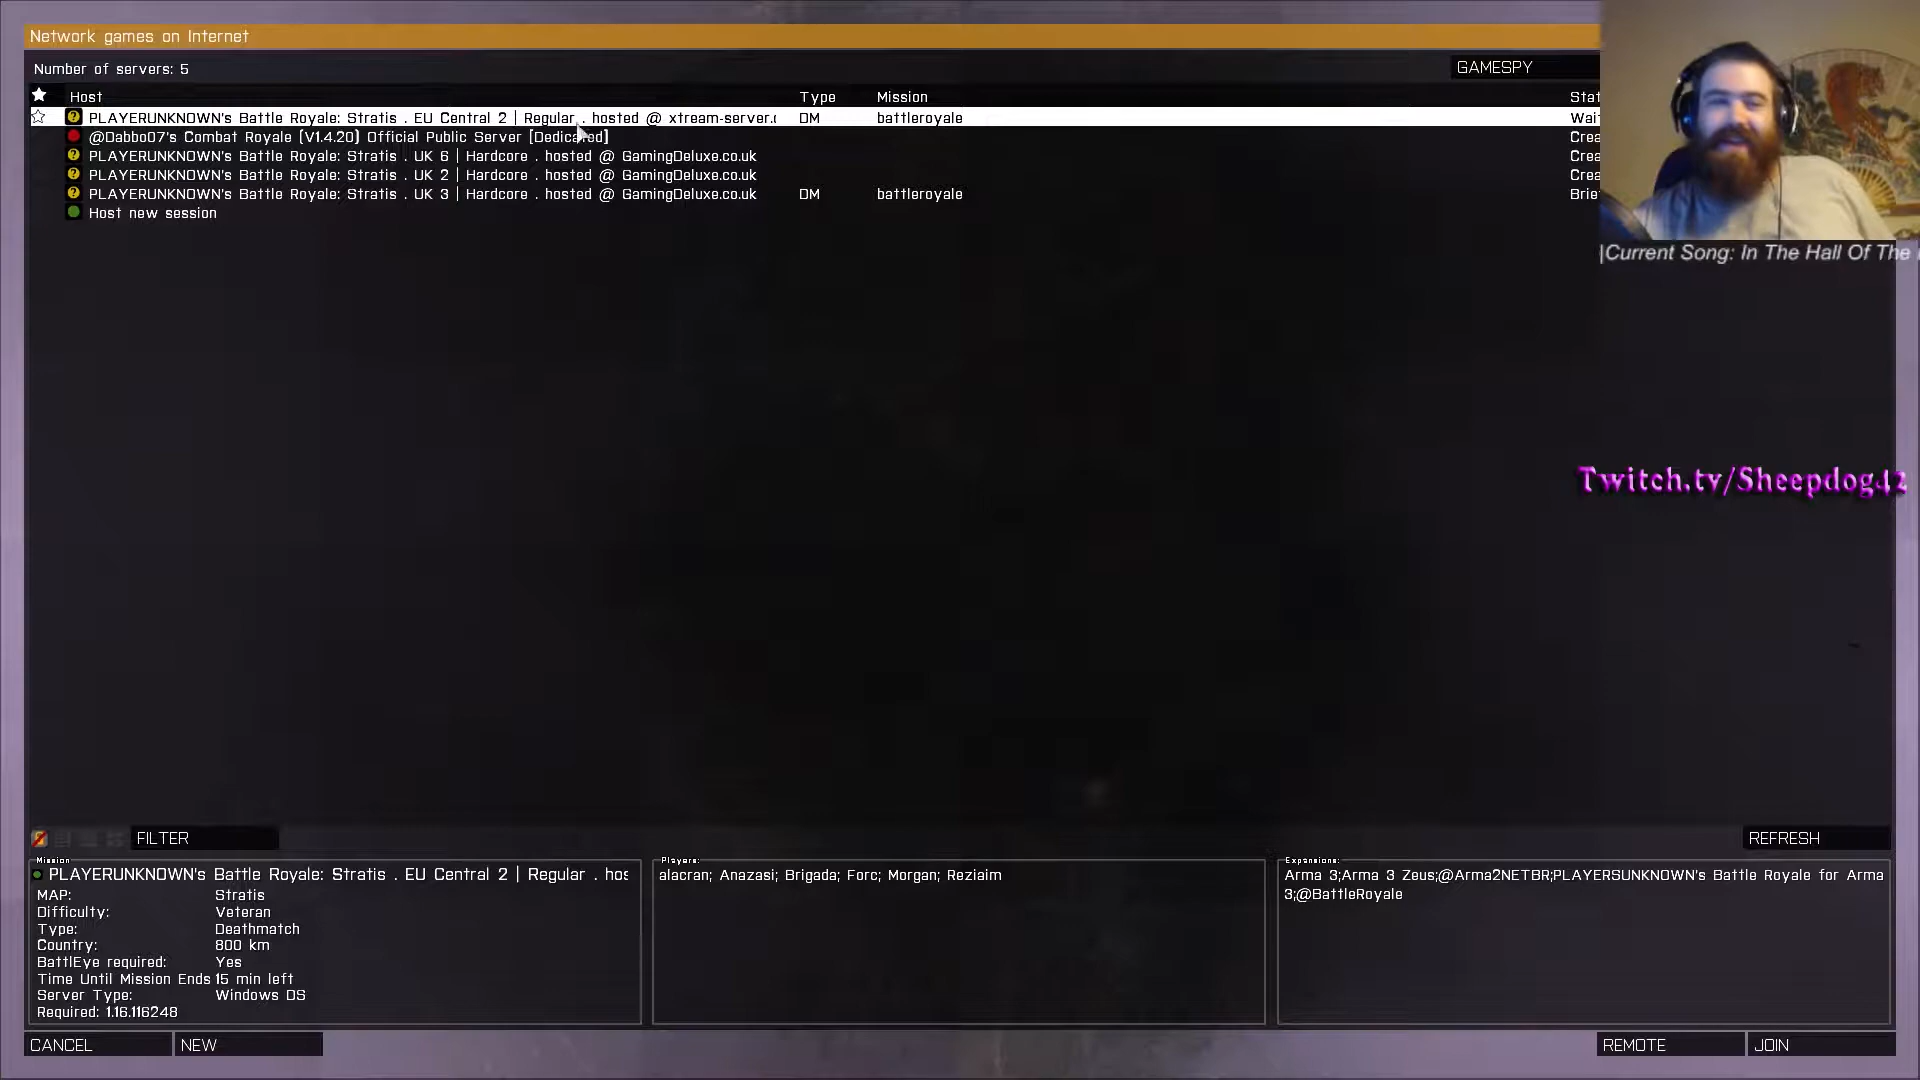 Network games on Internet
Number of servers: 5
GAMESPY
Host Type Mission Stat
PLAYERUNKNOWN's Battle Royale: Stratis . EU Central 2 | Regular . hosted @ xtream-server. DM battleroyale Wai
@Dabbo07's Combat Royale (V1.4.20) Official Public Server [Dedicated] Crea
PLAYERUNKNOWN's Battle Royale: Stratis . UK 6 | Hardcore . hosted @ GamingDeluxe.co.uk Crea
PLAYERUNKNOWN's Battle Royale: Stratis . UK 2 | Hardcore . hosted @ GamingDeluxe.co.uk Crea
PLAYERUNKNOWN's Battle Royale: Stratis . UK 3 | Hardcore . hosted @ GamingDeluxe.co.uk DM battleroyale Brie
Host new session
|Current Song: In The Hall Of The
Twitch.tv/Sheepdog42
FILTER
REFRESH
Mission
PLAYERUNKNOWN's Battle Royale: Stratis . EU Central 2 | Regular . hos
MAP: Stratis
Difficulty: Veteran
Type: Deathmatch
Country: 800 km
BattlEye required: Yes
Time Until Mission Ends 15 min left
Server Type: Windows DS
Required: 1.16.116248
Players:
alacran; Anazasi; Brigada; Forc; Morgan; Reziaim
Expansions:
Arma 3;Arma 3 Zeus;@Arma2NETBR;PLAYERSUNKNOWN's Battle Royale for Arma
3;@BattleRoyale
CANCEL
NEW
REMOTE
JOIN